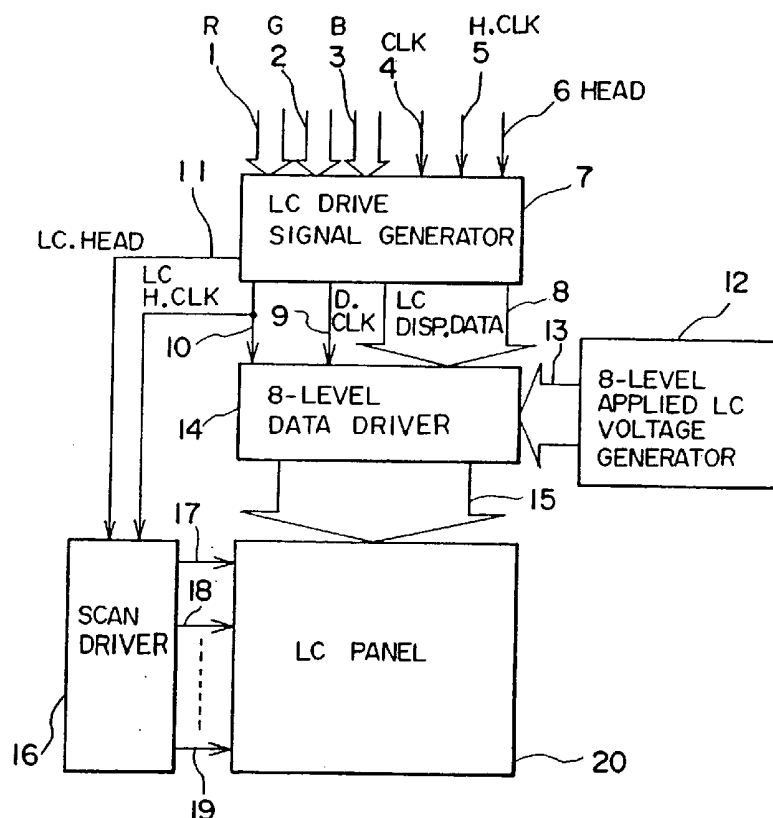 R G B CLK H.CLK
1 2 3 4 5
6 HEAD
11
7
LC DRIVE
SIGNAL GENERATOR
LC.HEAD
LC
H.CLK
10
9
D.
CLK
LC
DISP.DATA
8
12
13
14
8-LEVEL
DATA DRIVER
8-LEVEL
APPLIED LC
VOLTAGE
GENERATOR
15
17
18
SCAN
DRIVER
LC PANEL
16
19
20